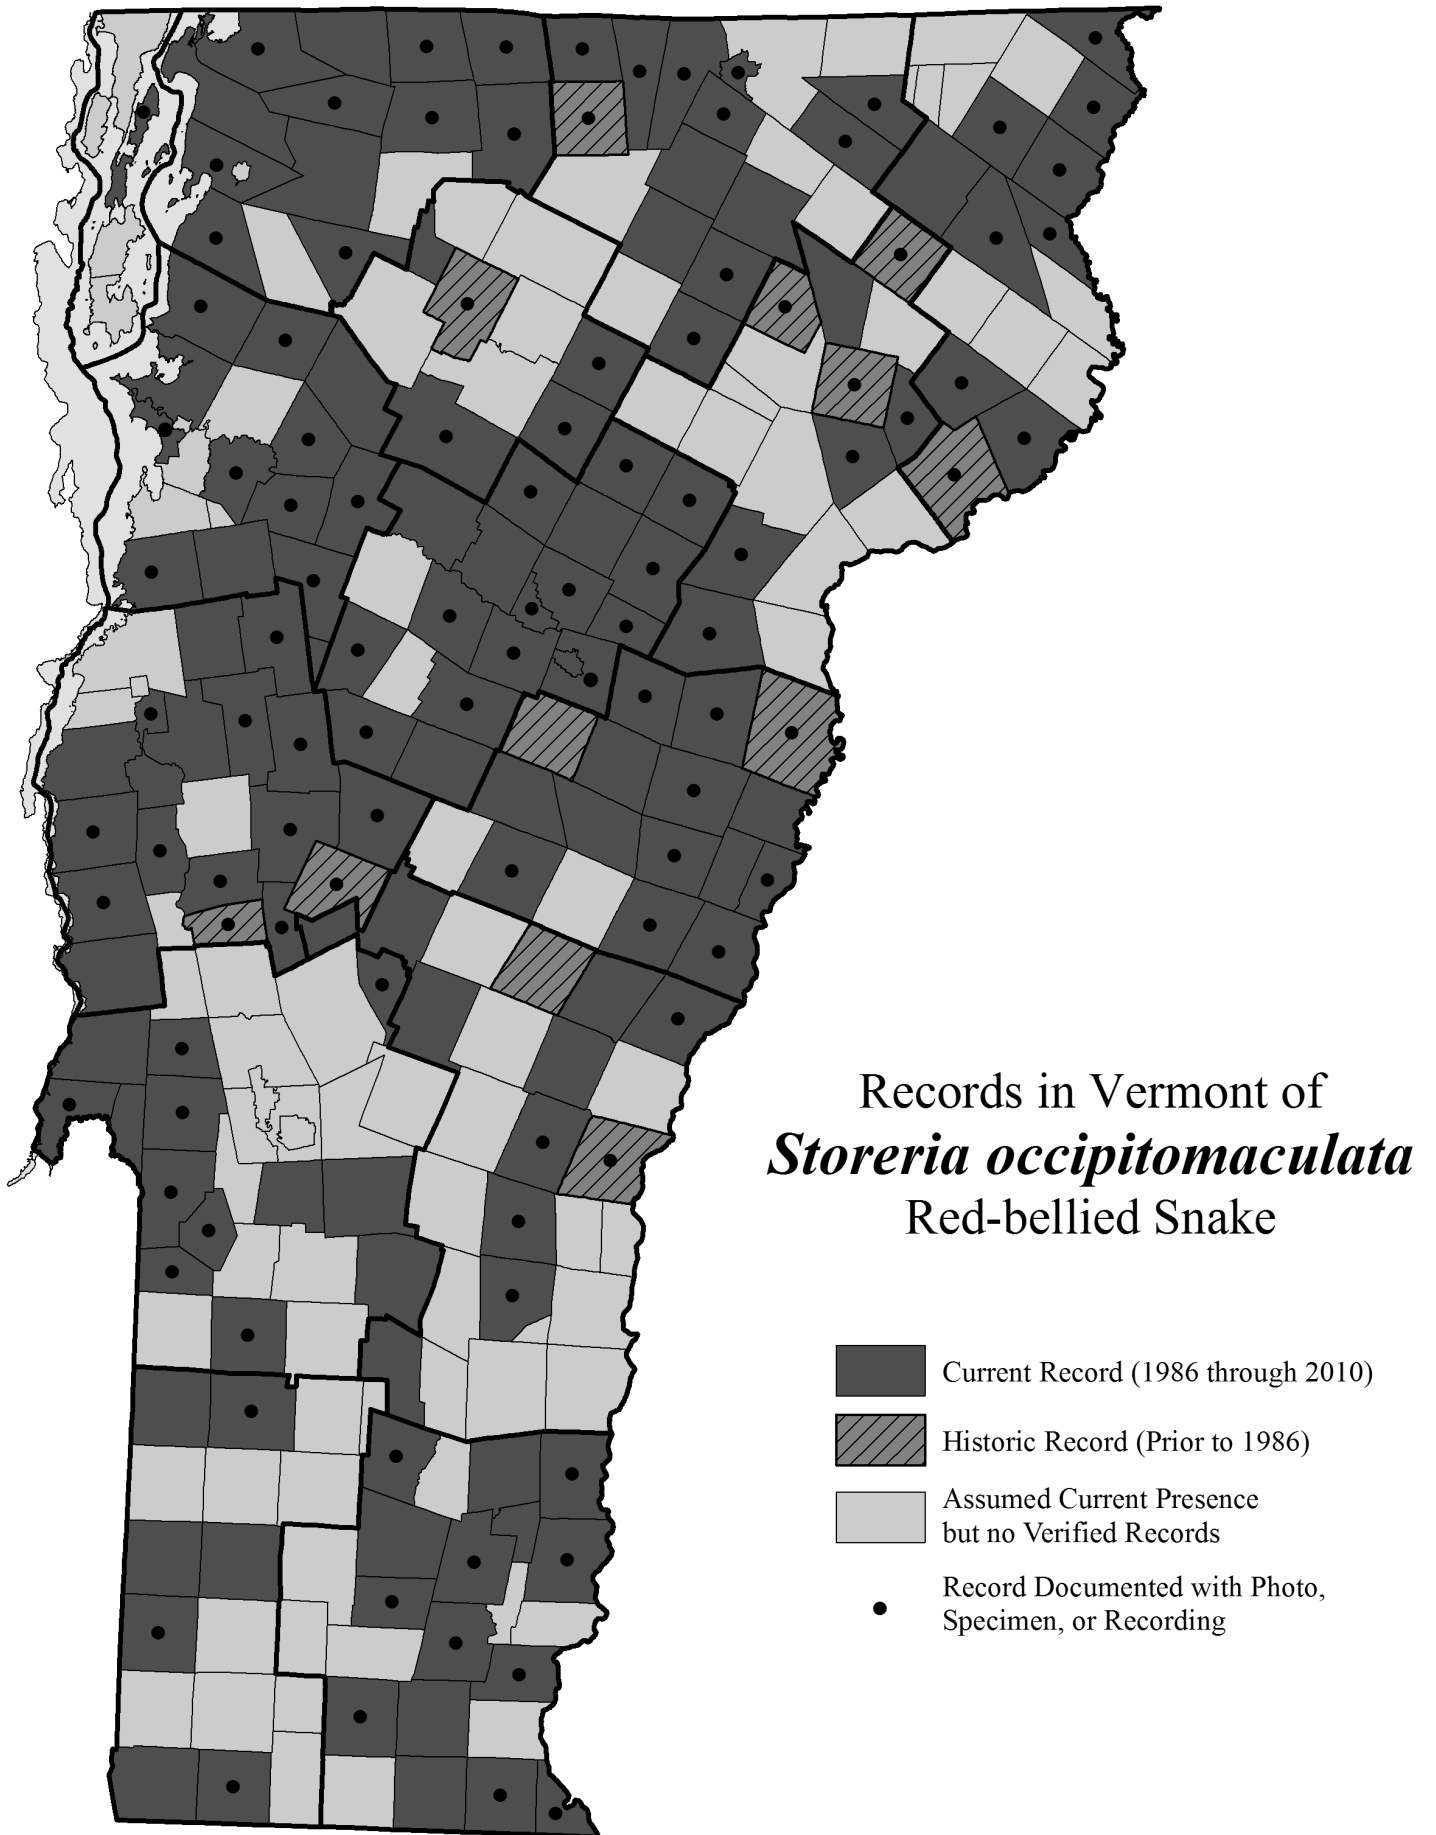 Records in Vermont of
Storeria occipitomaculata
Red-bellied Snake
Current Record (1986 through 2010)
Historic Record (Prior to 1986)
Assumed Current Presence
but no Verified Records
Record Documented with Photo,
Specimen, or Recording